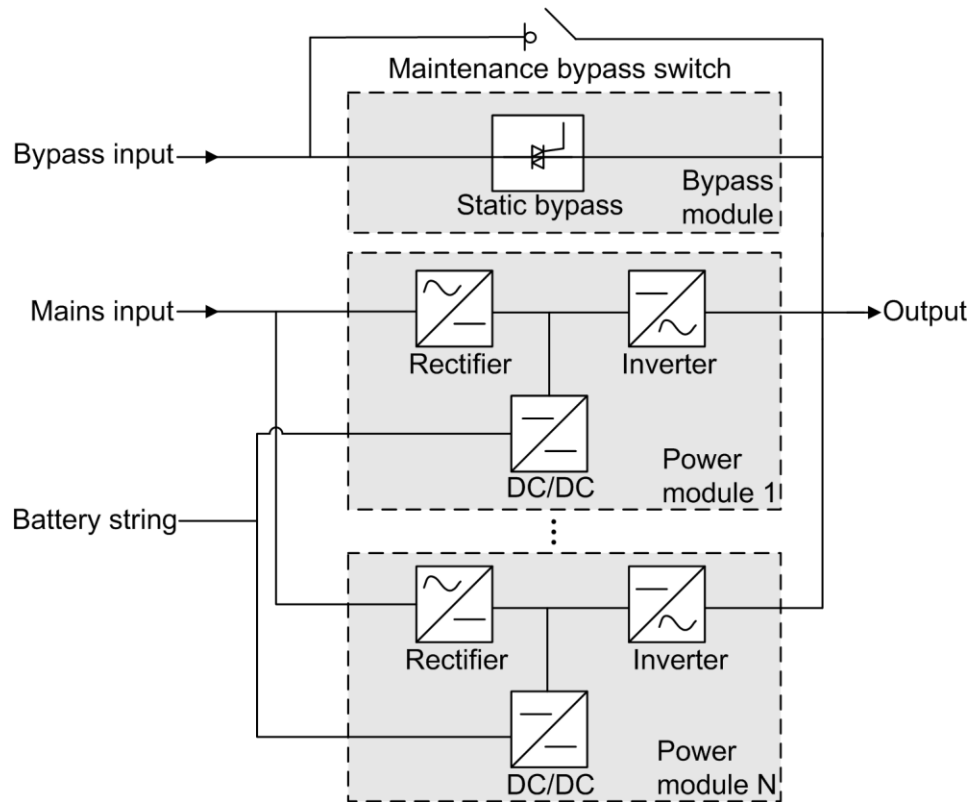 Maintenance bypass switch
Bypass input
Static bypass
Bypass
module
Mains input
Output
Rectifier
Inverter
DC/DC
Power
module 1
Battery string
Rectifier
Inverter
DC/DC
Power
module N